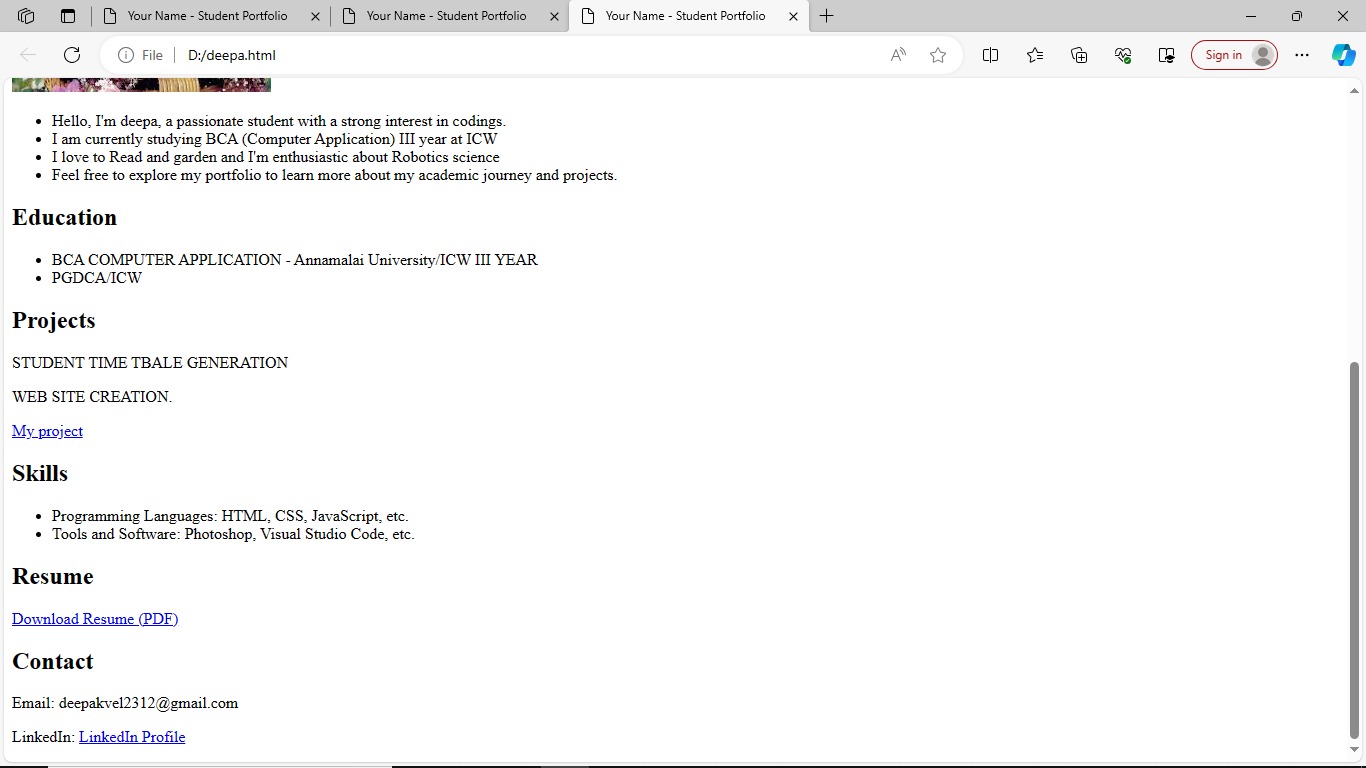 Your Name - Student Portfolio
Your Name - Student Portfolio
Your Name - Student Portfolio
File
D:/deepa.html
A
Sign in
Hello, I'm deepa, a passionate student with a strong interest in codings.
I am currently studying BCA (Computer Application) III year at ICW
I love to Read and garden and I'm enthusiastic about Robotics science
Feel free to explore my portfolio to learn more about my academic journey and projects.
Education
BCA COMPUTER APPLICATION - Annamalai University/ICW III YEAR
PGDCA/ICW
Projects
STUDENT TIME TBALE GENERATION
WEB SITE CREATION.
My project
Skills
Programming Languages: HTML, CSS, JavaScript, etc.
Tools and Software: Photoshop, Visual Studio Code, etc.
Resume
Download Resume (PDF)
Contact
Email: deepakvel2312@gmail.com
LinkedIn: LinkedIn Profile